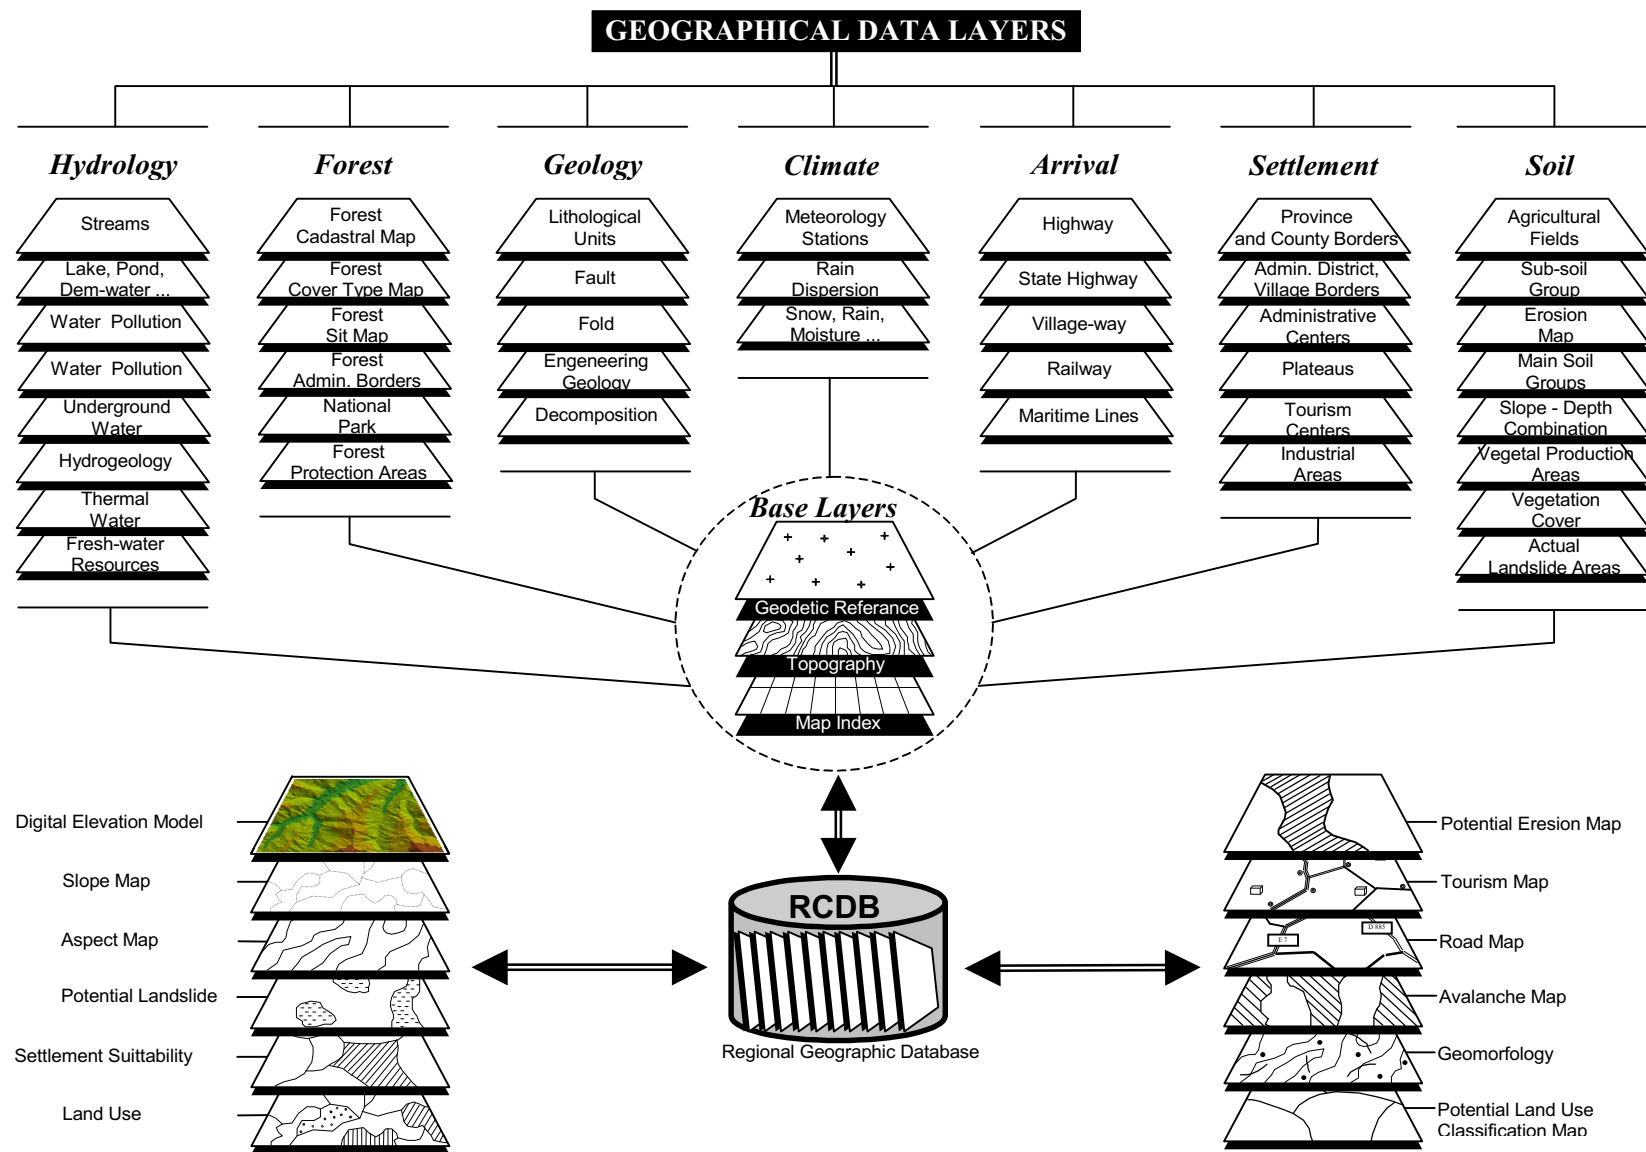 GEOGRAPHICAL DATA LAYERS
Hydrology
Streams
Lake, Pond,
Dem-water ...
Water Pollution
Water Pollution
Underground
Water
Hydrogeology
Thermal
Water
Fresh-water
Resources
Forest
Forest
Cadastral Map
Forest
Cover Type Map
Forest
Sit Map
Forest
Admin. Borders
National
Park
Forest
Protection Areas
Geology
Lithological
Units
Fault
Fold
Engeneering
Geology
Decomposition
Climate
Meteorology
Stations
Rain
Dispersion
Snow, Rain,
Moisture ...
Arrival
Highway
State Highway
Village-way
Railway
Maritime Lines
Settlement
Province
and County Borders
Admin. District,
Village Borders
Administrative
Centers
Plateaus
Tourism
Centers
Industrial
Areas
Soil
Agricultural
Fields
Sub-soil
Group
Erosion
Map
Main Soil
Groups
Slope - Depth
Combination
Vegetal Production
Areas
Vegetation
Cover
Actual
Landslide Areas
Base Layers
Geodetic Referance
Topography
Map Index
Digital Elevation Model
Slope Map
Aspect Map
Potential Landslide
Settlement Suittability
Land Use
RCDB
Regional Geographic Database
Potential Eresion Map
Tourism Map
E 7
D 885
Road Map
Avalanche Map
Geomorfology
Potential Land Use
Classification Map